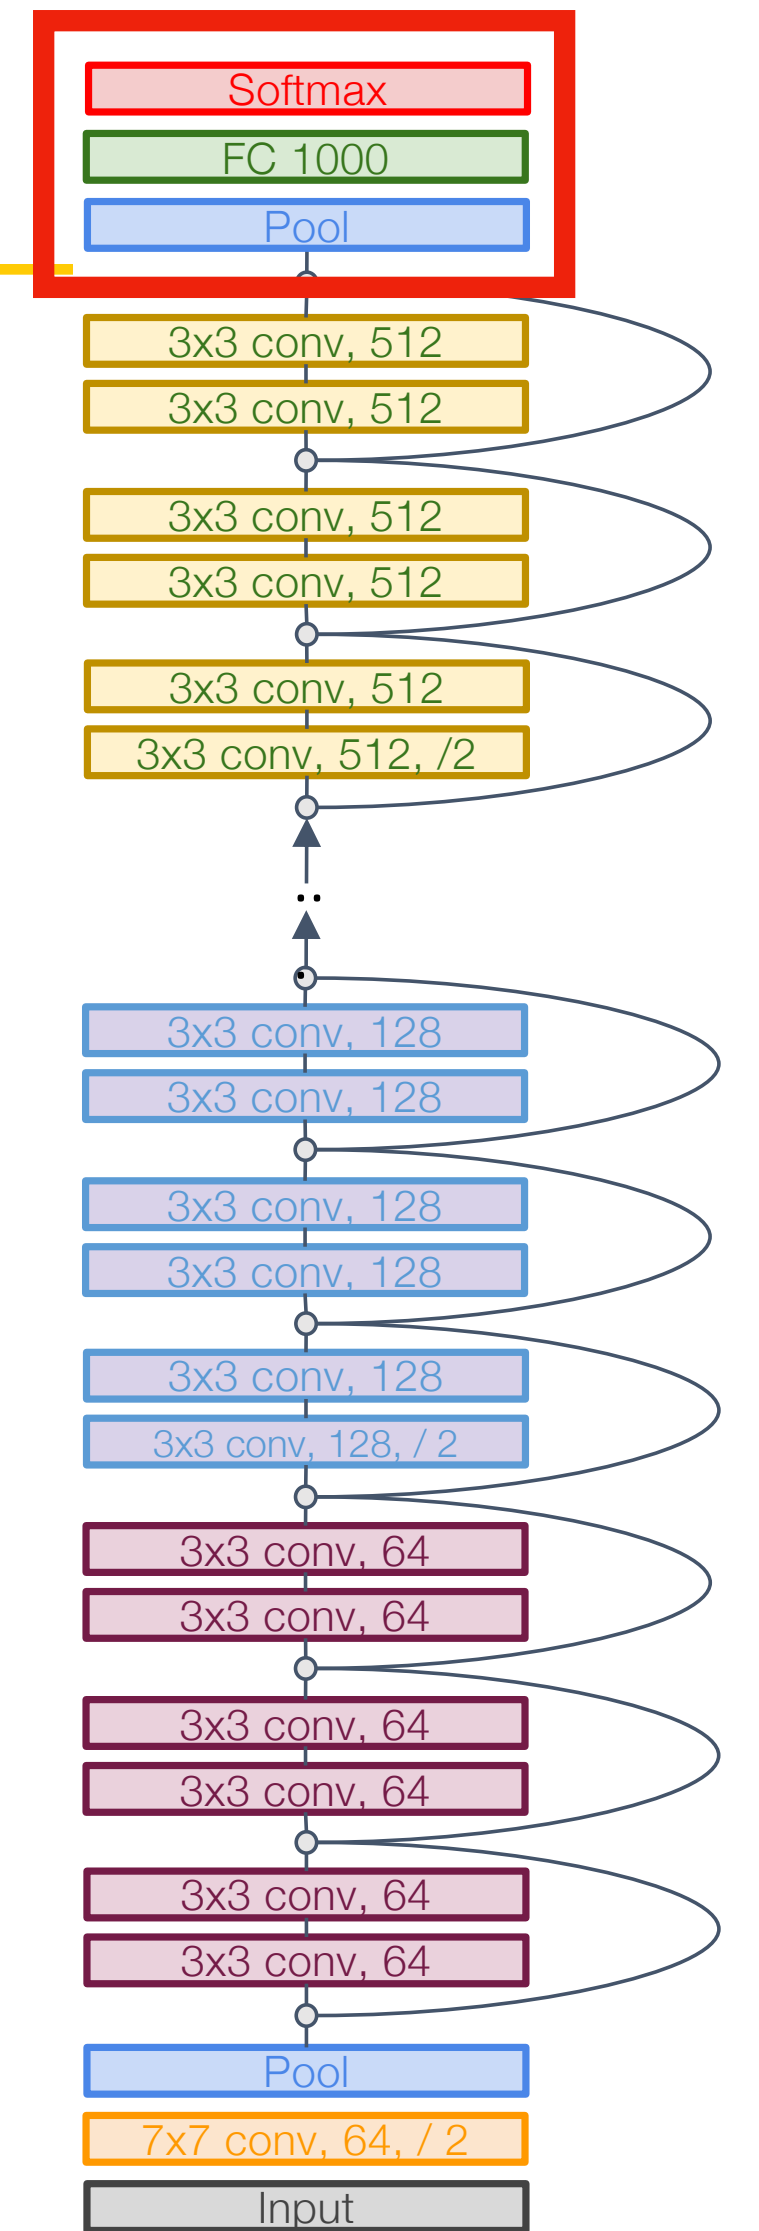 Softmax
FC 1000
Pool
3x3 conv, 512
3x3 conv, 512
3x3 conv, 512
3x3 conv, 512
3x3 conv, 512
3x3 conv, 512, /2
..
.
3x3 conv, 128
3x3 conv, 128
3x3 conv, 128
3x3 conv, 128
3x3 conv, 128
3x3 conv, 128, / 2
3x3 conv, 64
3x3 conv, 64
3x3 conv, 64
3x3 conv, 64
3x3 conv, 64
3x3 conv, 64
Pool
7x7 conv, 64, / 2
Input